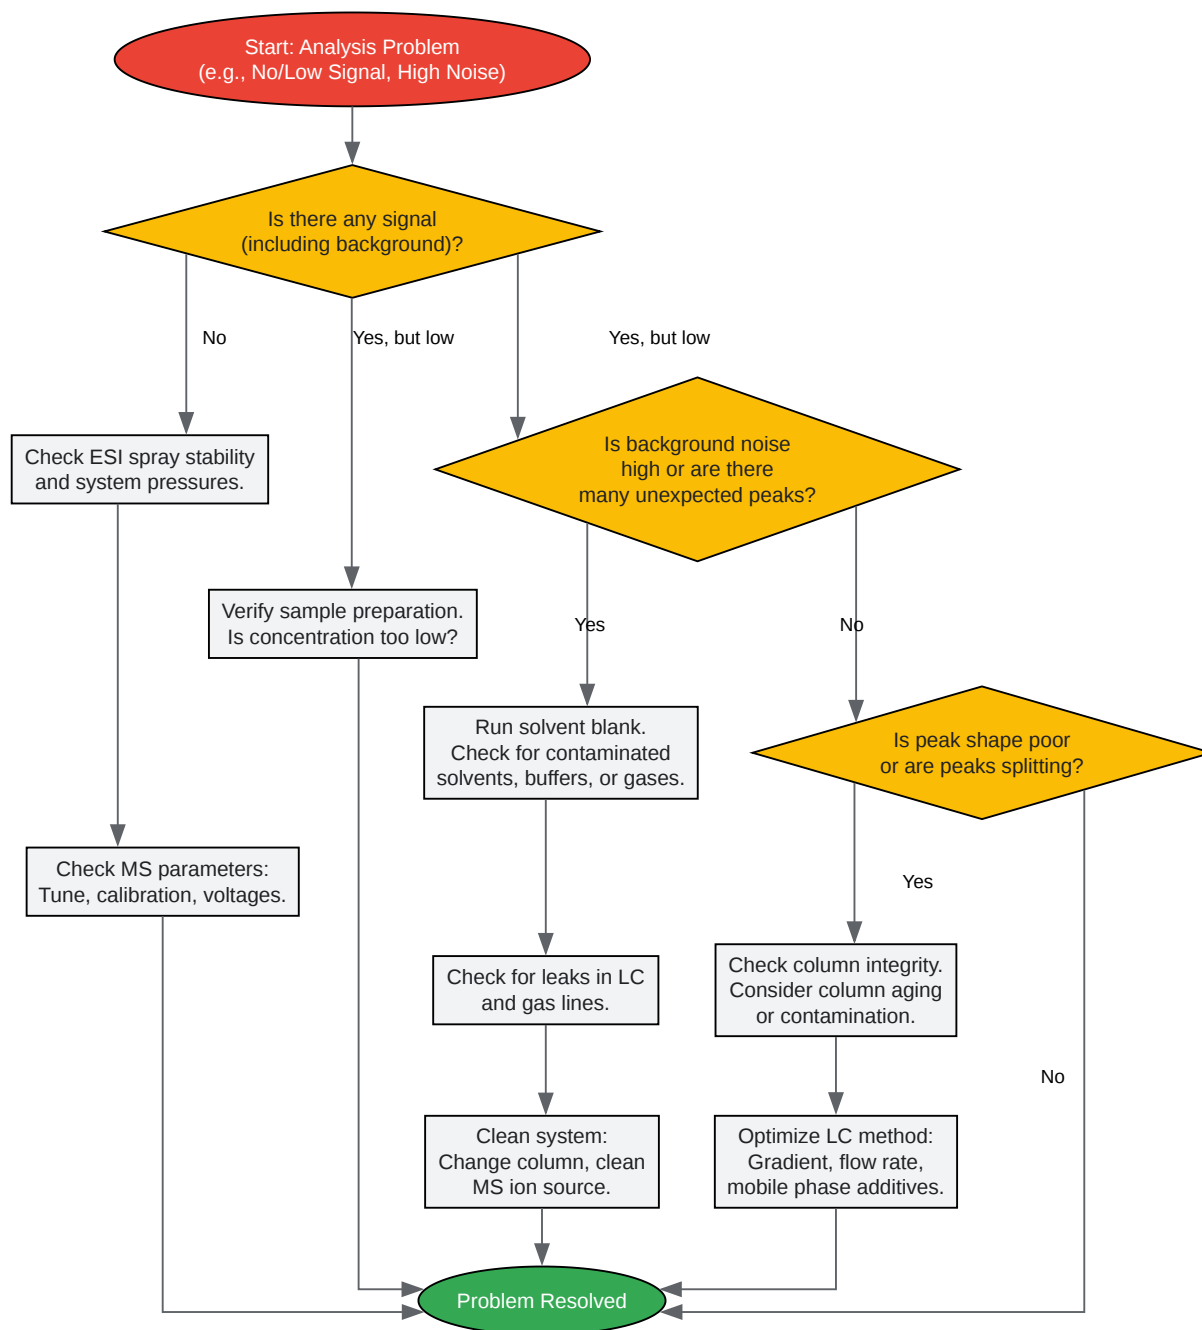 Start: Analysis Problem
(e.g., No/Low Signal, High Noise)
Is there any signal
(including background)?
No
Yes, but low
Yes, but low
Check ESI spray stability
and system pressures.
Is background noise
high or are there
many unexpected peaks?
Verify sample preparation.
Is concentration too low?
Yes
No
Run solvent blank.
Check for contaminated
solvents, buffers, or gases.
Is peak shape poor
or are peaks splitting?
Check MS parameters:
Tune, calibration, voltages.
Yes
Check for leaks in LC
and gas lines.
Check column integrity.
Consider column aging
or contamination.
No
Clean system:
Change column, clean
MS ion source.
Optimize LC method:
Gradient, flow rate,
mobile phase additives.
Problem Resolved